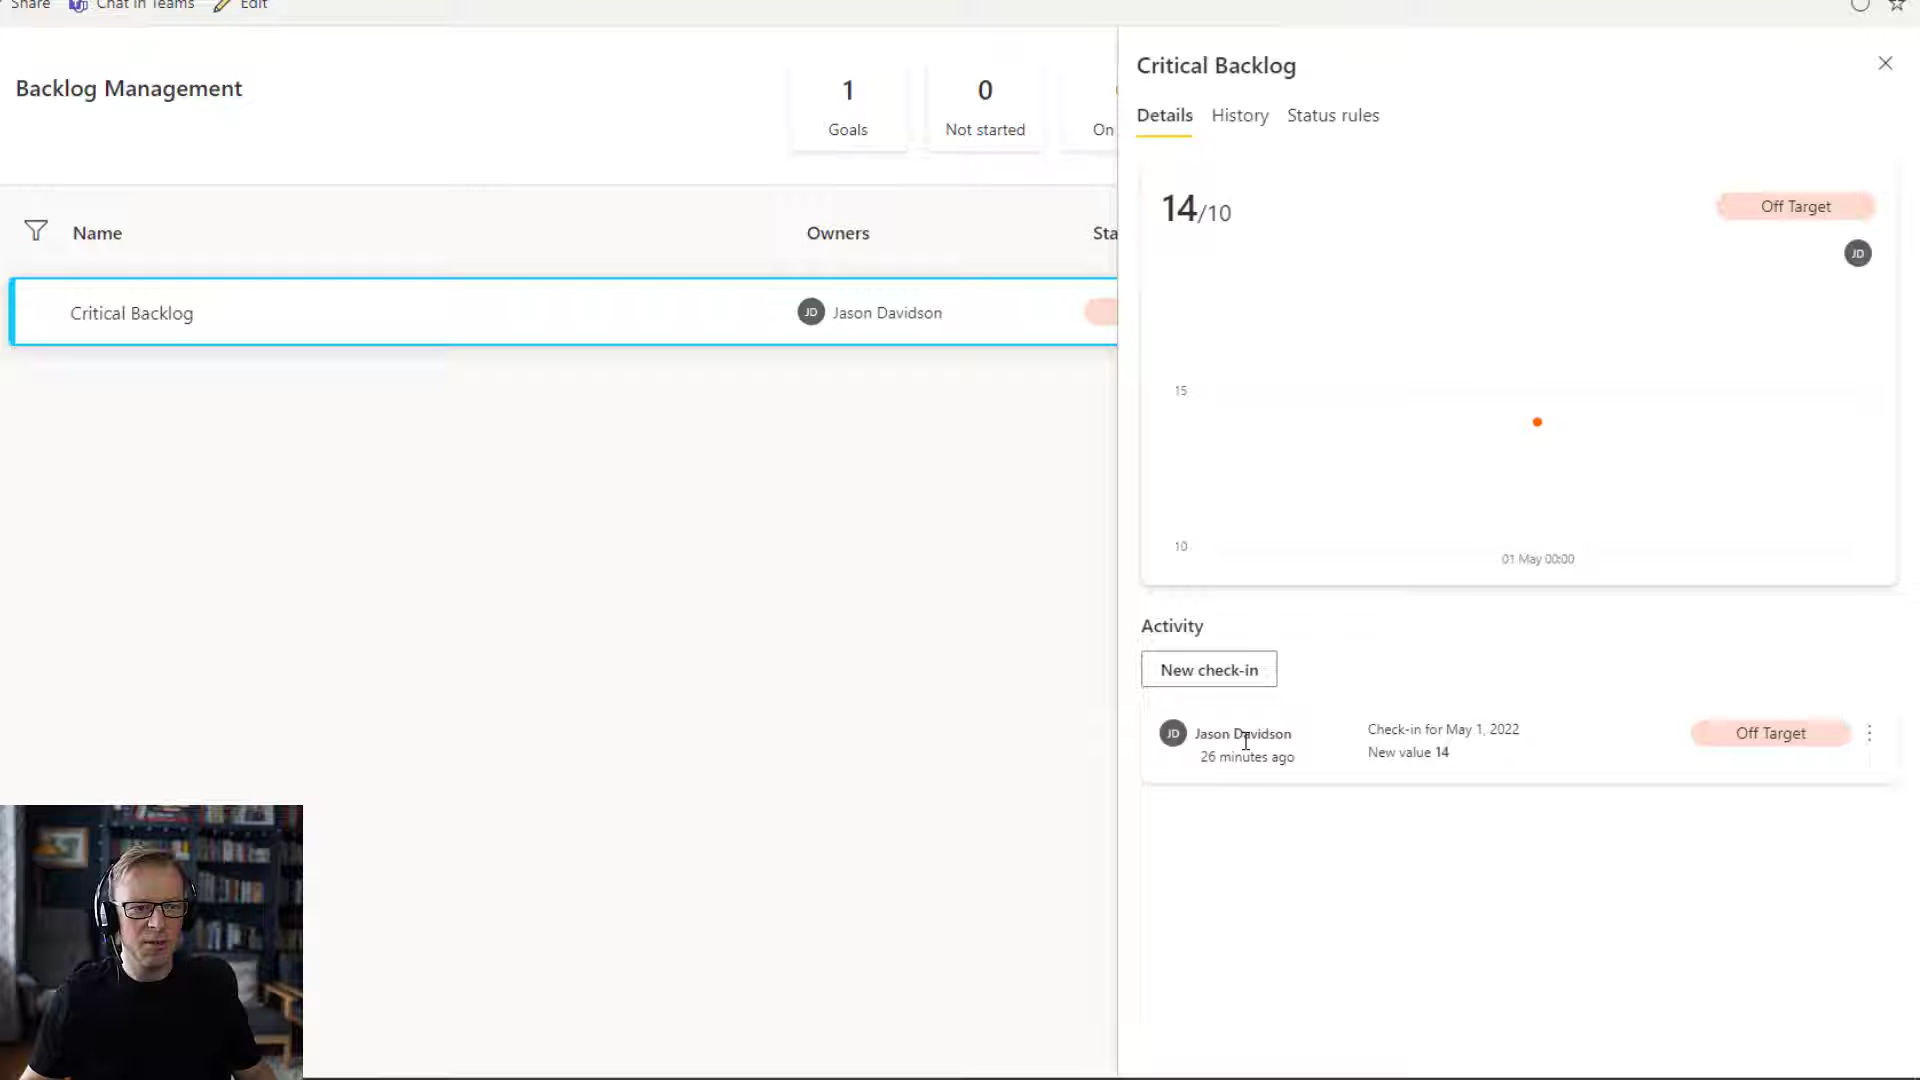 Share Chat in Teams Edit
Backlog Management
1
Goals
0
Not started
On
Name Owners Sta
Critical Backlog JD Jason Davidson
Critical Backlog
Details History Status rules
14/10 Off Target
JD
15
10
01 May 00:00
Activity
New check-in
JD Jason Davidson Check-in for May 1, 2022 Off Target
26 minutes ago New value 14